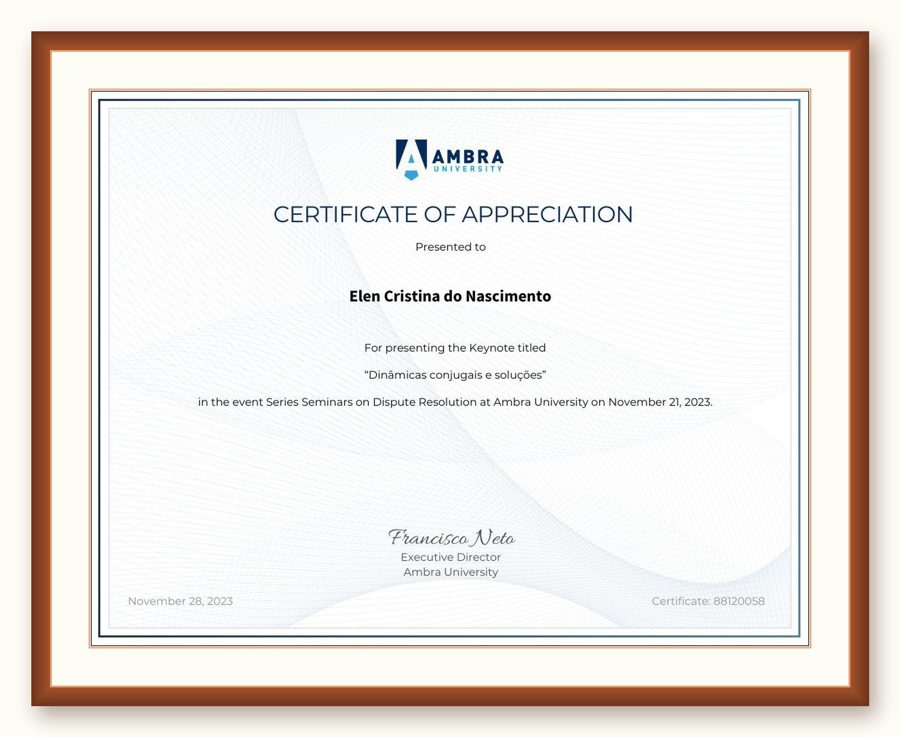 AMBRA
UNIVERSITY
CERTIFICATE OF APPRECIATION
Presented to
Elen Cristina do Nascimento
For presenting the Keynote titled
“Dinâmicas conjugais e soluções”
in the event Series Seminars on Dispute Resolution at Ambra University on November 21, 2023.
Francisco Neto
Executive Director
Ambra University
November 28, 2023
Certificate: 88120058